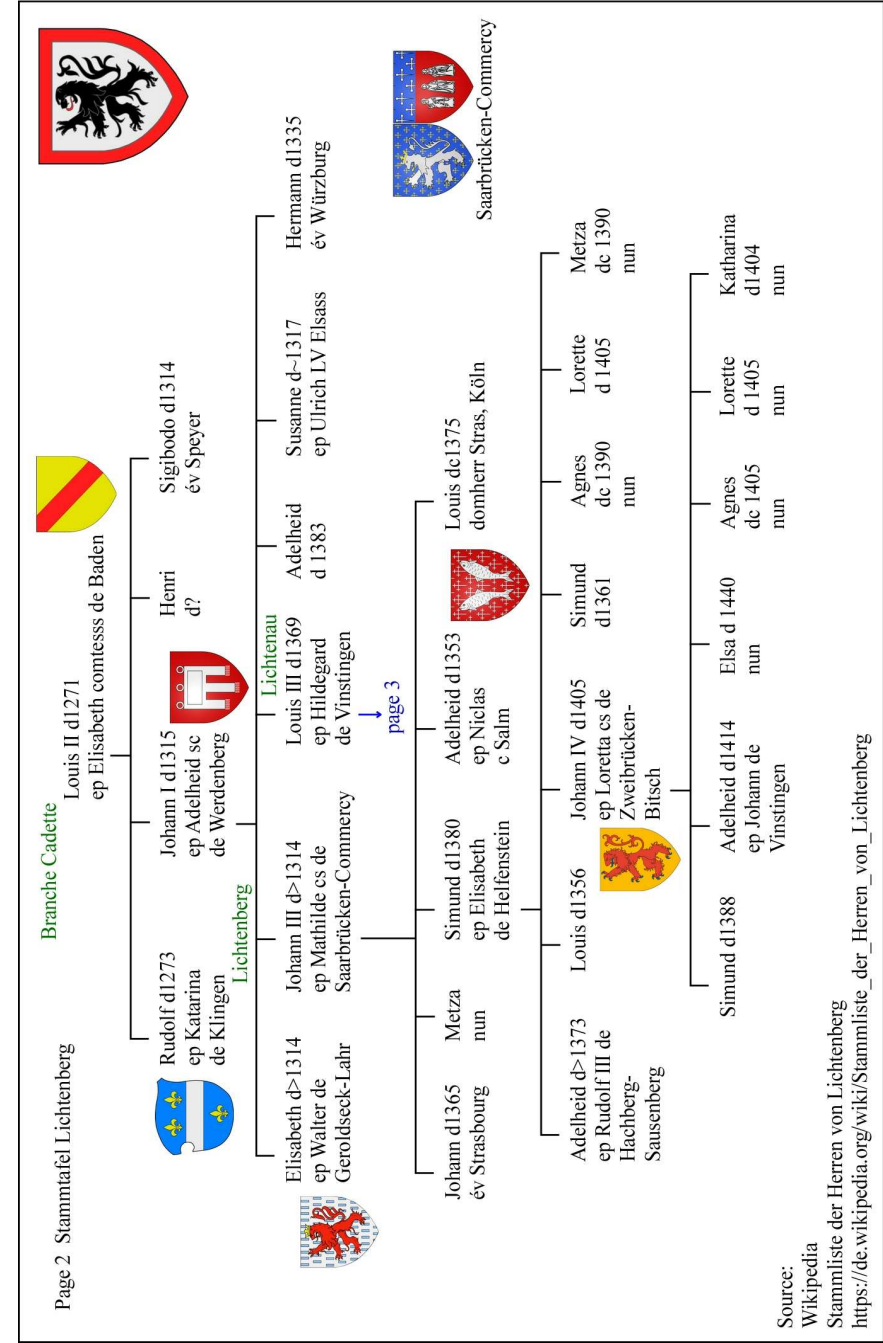 Page 2  Stammtafel Lichtenberg
Branche Cadette
Louis II d1271
ep Elisabeth comtesss de Baden
Rudolf d1273
ep Katarina
de Klingen
Johann I d1315
ep Adelheid sc
de Werdenberg
Henri
d?
Sigibodo d1314
év Speyer
Lichtenberg
Lichtenau
Elisabeth d>1314
ep Walter de
Geroldseck-Lahr
Johann III d>1314
ep Mathilde cs de
Saarbrücken-Commercy
Louis III d1369
ep Hildegard
de Vinstingen
Adelheid
d 1383
Susanne d~1317
ep Ulrich LV Elsass
Hermann d1335
év Würzburg
page 3
Saarbrücken-Commercy
Johann d1365
év Strasbourg
Metza
nun
Simund d1380
ep Elisabeth
de Helfenstein
Adelheid d1353
ep Niclas
c Salm
Louis dc1375
domherr Stras, Köln
Adelheid d>1373
ep Rudolf III de
Hachberg-
Sausenberg
Louis d1356
Johann IV d1405
ep Loretta cs de
Zweibrücken-
Bitsch
Simund
d1361
Agnes
dc 1390
nun
Lorette
d 1405
Metza
dc 1390
nun
Simund d1388
Adelheid d1414
ep Johann de
Vinstingen
Elsa d 1440
nun
Agnes
dc 1405
nun
Lorette
d 1405
nun
Katharina
d1404
nun
Source:
Wikipedia
Stammliste der Herren von Lichtenberg
https://de.wikipedia.org/wiki/Stammliste_der_Herren_von_Lichtenberg